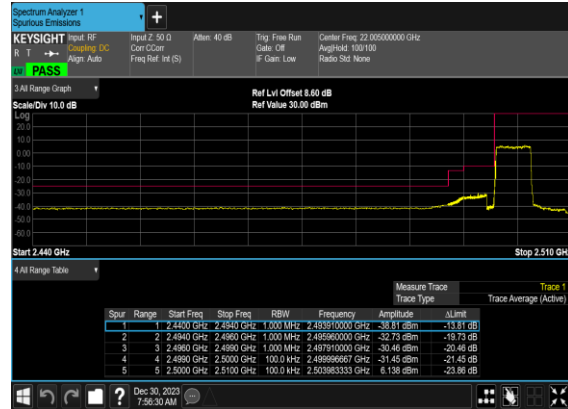 Spectrum Analyzer 1
Spurious Emissions
KEYSIGHT Input: RF Input Z: 50 Ω Atten: 40 dB Trig: Free Run Center Freq: 22.005000000 GHz
R T Coupling: DC Corr CCorr Gate: Off Avg|Hold: 100/100
Align: Auto Freq Ref: Int (S) IF Gain: Low Radio Std: None
PASS
3 All Range Graph
Ref Lvl Offset 8.60 dB
Scale/Div 10.0 dB Ref Value 30.00 dBm
Log
20.0
10.0
0.00
-10.0
-20.0
-30.0
-40.0
-50.0
-60.0
Start 2.440 GHz Stop 2.510 GHz
4 All Range Table
Measure Trace Trace 1
Trace Type Trace Average (Active)
Spur Range Start Freq Stop Freq RBW Frequency Amplitude ΔLimit
1 1 2.4400 GHz 2.4940 GHz 1.000 MHz 2.493910000 GHz -38.81 dBm -13.81 dB
2 2 2.4940 GHz 2.4960 GHz 1.000 MHz 2.495960000 GHz -32.73 dBm -19.73 dB
3 3 2.4960 GHz 2.4990 GHz 1.000 MHz 2.497910000 GHz -30.46 dBm -20.46 dB
4 4 2.4990 GHz 2.5000 GHz 100.0 kHz 2.499996667 GHz -31.45 dBm -21.45 dB
5 5 2.5000 GHz 2.5100 GHz 100.0 kHz 2.503983333 GHz 6.138 dBm -23.86 dB
? Dec 30, 2023
7:56:30 AM